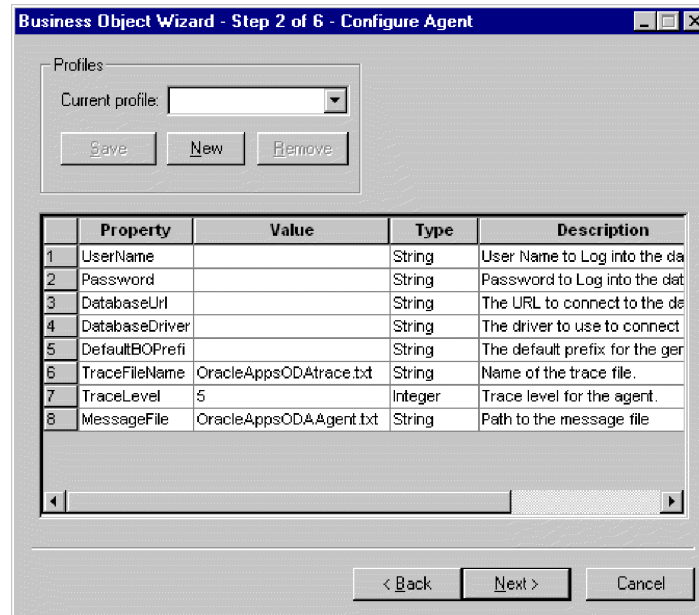 Business Object Wizard - Step 2 of 6 - Configure Agent
Profiles
Current profile:
Save New Remove
Property Value Type Description
1 UserName String User Name to Log into the da
2 Password String Password to Log into the dat
3 DatabaseUrl String The URL to connect to the da
4 DatabaseDriver String The driver to use to connect
5 DefaultBOPrefi String The default prefix for the ger
6 TraceFileName OracleAppsODAtrace.txt String Name of the trace file.
7 TraceLevel 5 Integer Trace level for the agent.
8 MessageFile OracleAppsODAAgent.txt String Path to the message file
< Back Next > Cancel